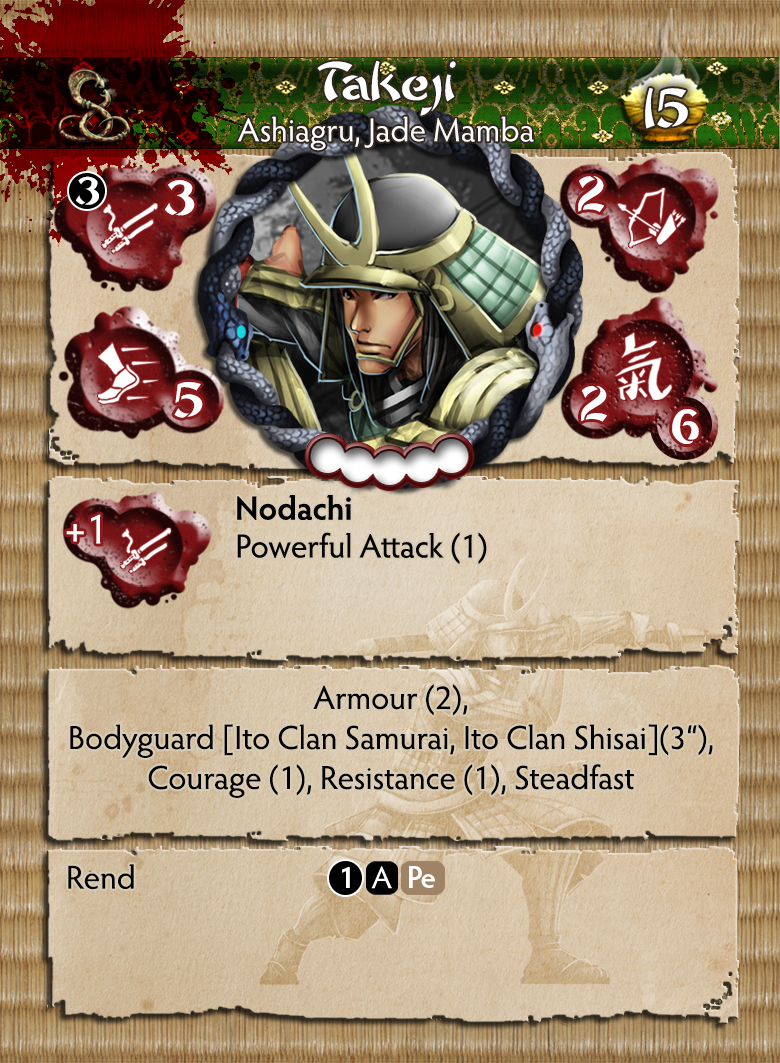 Takeji
15
Ashiagru, Jade Mamba
3 3
2
5
氣
2 6
+1
Nodachi
Powerful Attack (1)
Armour (2),
Bodyguard [Ito Clan Samurai, Ito Clan Shisai](3“),
Courage (1), Resistance (1), Steadfast
Rend 1 A Pe